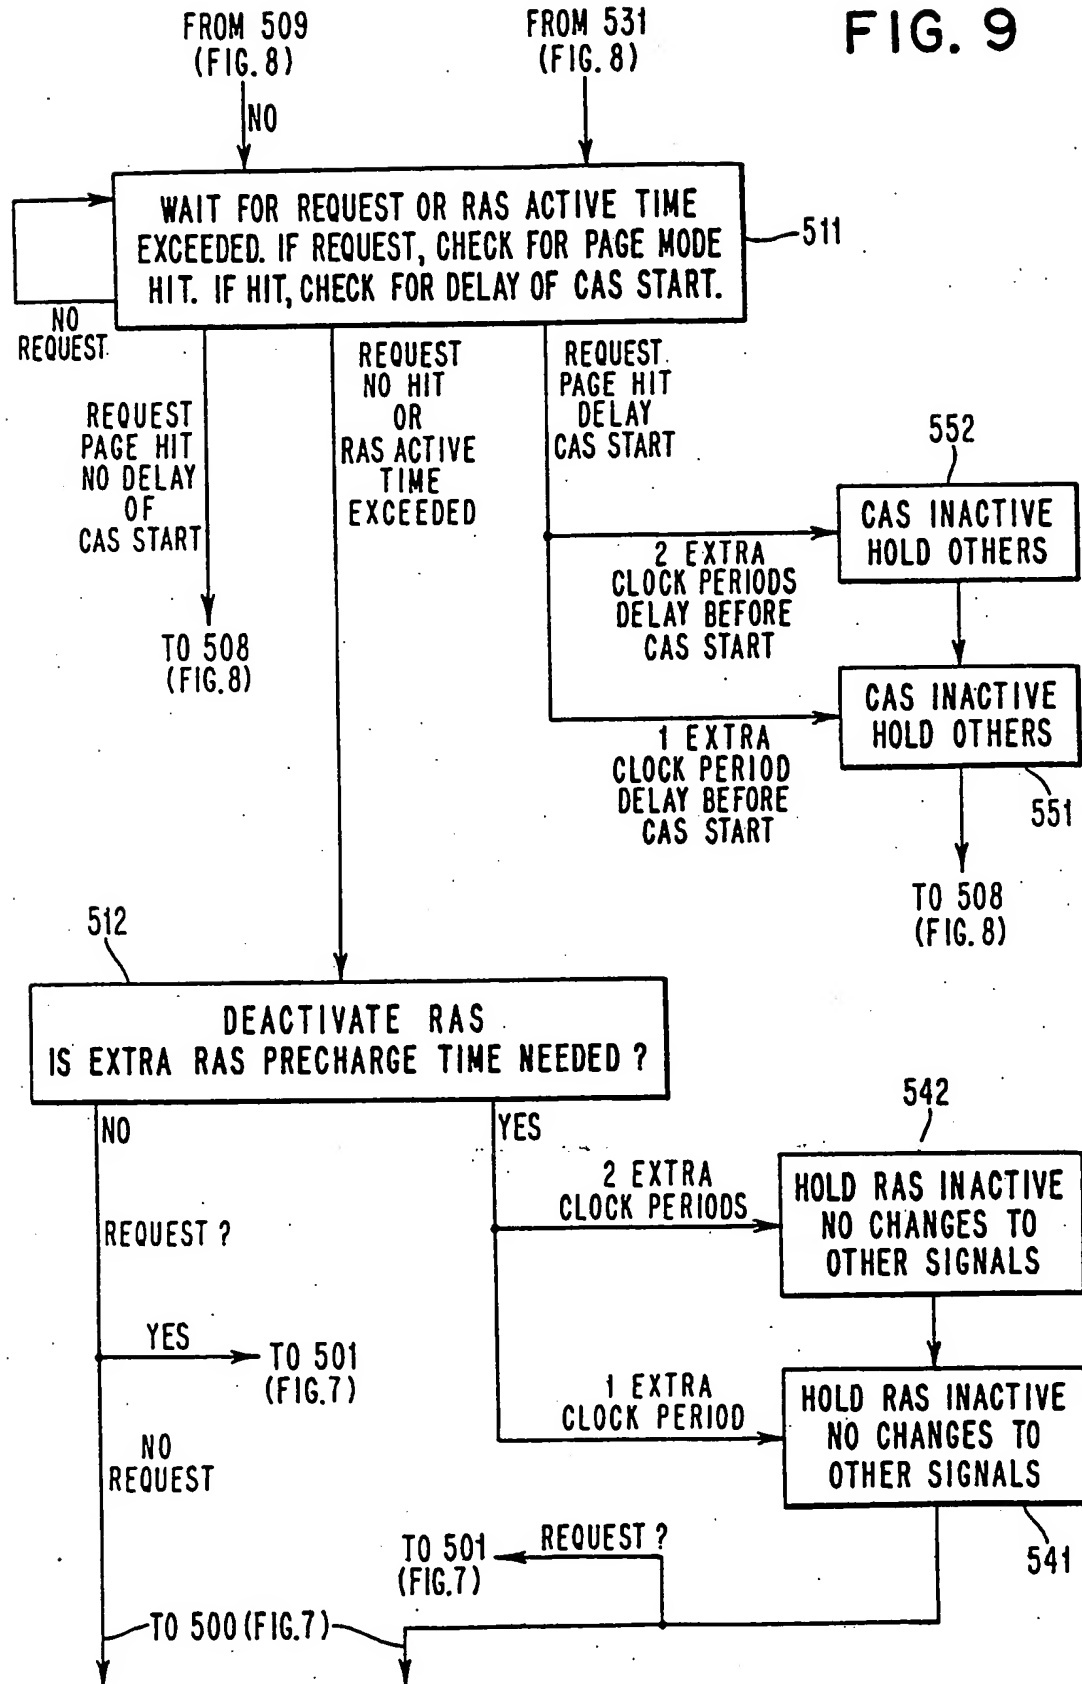 FROM 509
(FIG. 8)
FROM 531
(FIG. 8)
FIG. 9
NO
WAIT FOR REQUEST OR RAS ACTIVE TIME
EXCEEDED. IF REQUEST, CHECK FOR PAGE MODE
HIT. IF HIT, CHECK FOR DELAY OF CAS START.
511
NO
REQUEST
REQUEST
PAGE HIT
NO DELAY
OF
CAS START
REQUEST
NO HIT
OR
RAS ACTIVE
TIME
EXCEEDED
REQUEST
PAGE HIT
DELAY
CAS START
552
CAS INACTIVE
HOLD OTHERS
2 EXTRA
CLOCK PERIODS
DELAY BEFORE
CAS START
TO 508
(FIG. 8)
CAS INACTIVE
HOLD OTHERS
1 EXTRA
CLOCK PERIOD
DELAY BEFORE
CAS START
551
TO 508
(FIG. 8)
512
DEACTIVATE RAS
IS EXTRA RAS PRECHARGE TIME NEEDED ?
NO
YES
542
2 EXTRA
CLOCK PERIODS
HOLD RAS INACTIVE
NO CHANGES TO
OTHER SIGNALS
REQUEST ?
YES
TO 501
(FIG.7)
1 EXTRA
CLOCK PERIOD
HOLD RAS INACTIVE
NO CHANGES TO
OTHER SIGNALS
NO
REQUEST
541
REQUEST ?
TO 501
(FIG.7)
TO 500 (FIG.7)